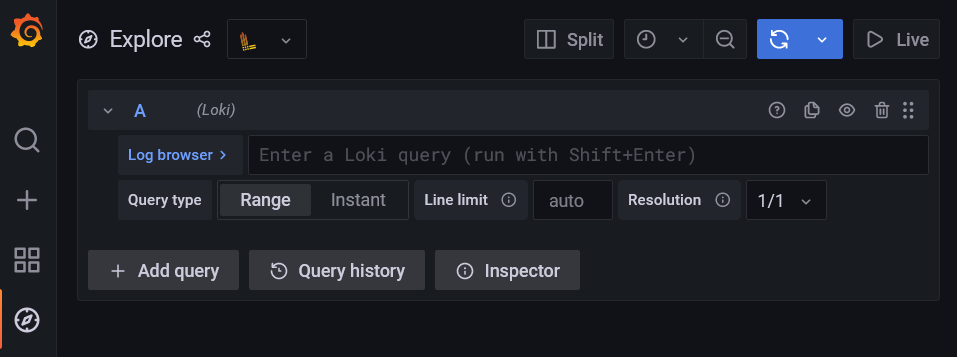 Explore Split Live
A (Loki)
Log browser > Enter a Loki query (run with Shift+Enter)
Query type Range Instant Line limit auto Resolution 1/1
+ Add query Query history Inspector